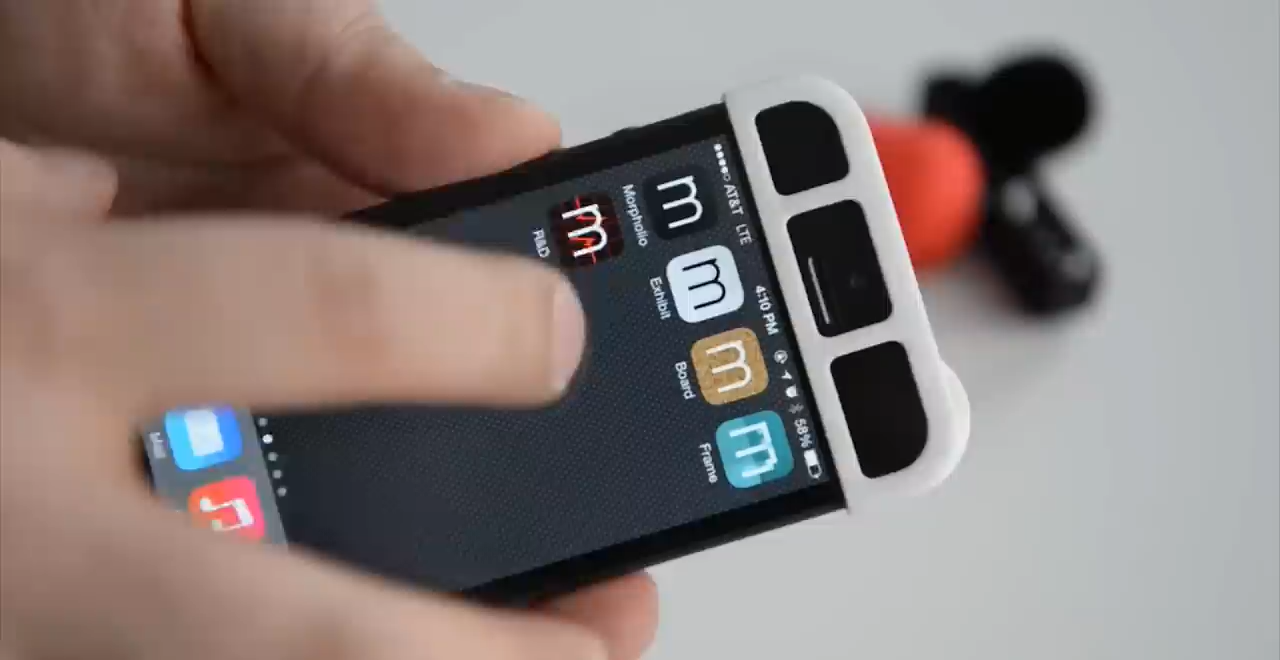 AT&T LTE 4:10 PM 58%
m
Morpholio
m
Exhibit
m
Board
m
Frame
m
R&D